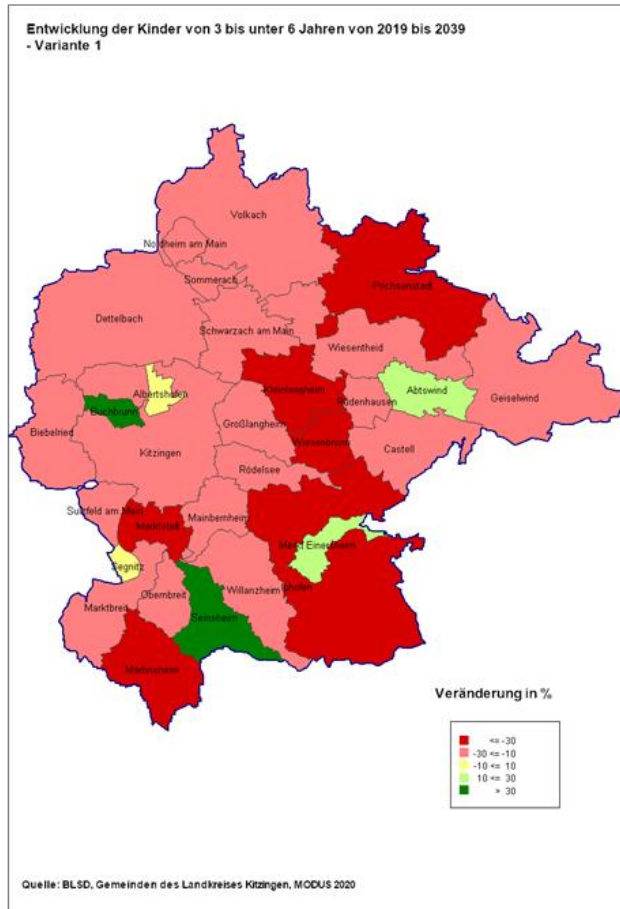 Entwicklung der Kinder von 3 bis unter 6 Jahren von 2019 bis 2039
- Variante 1
Volkach
Nordheim am Main
Sommerach
Prichsenstadt
Dettelbach
Schwarzach am Main
Wiesentheid
Kleinlangheim
Abtswind
Albertshofen
Rüdenhausen
Geiselwind
Buchbrunn
Großlangheim
Biebelried
Wiesenbronn
Castell
Kitzingen
Rödelsee
Sulzfeld am Main
Mainbernheim
Marktsteft
Markt Einersheim
Segnitz
Willanzheim
Iphofen
Obernbreit
Marktbreit
Seinsheim
Martinsheim
Veränderung in %
<= -30
-30 <= -10
-10 <= 10
10 <= 30
> 30
Quelle: BLSD, Gemeinden des Landkreises Kitzingen, MODUS 2020